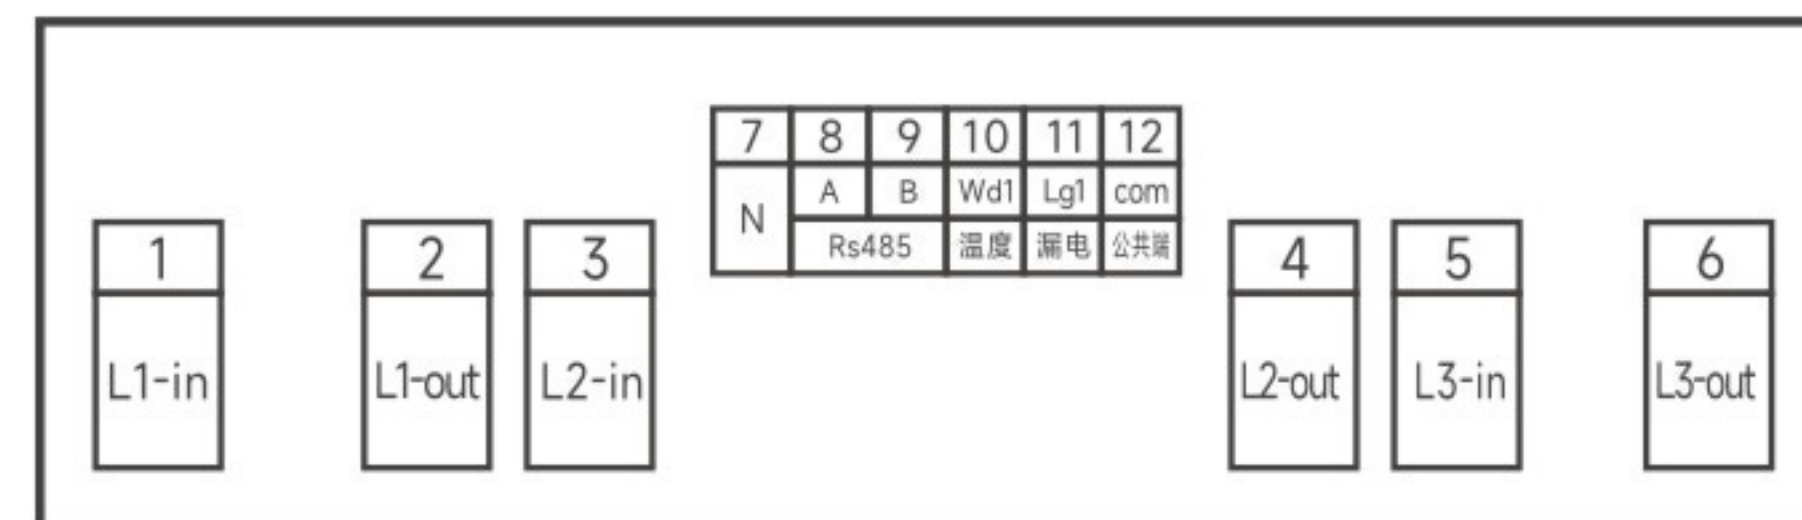 7 8 9 10 11 12
A B Wd1 Lg1 com
N
Rs485 温度 漏电 公共端
1 2 3 4 5 6
L1-in L1-out L2-in L2-out L3-in L3-out